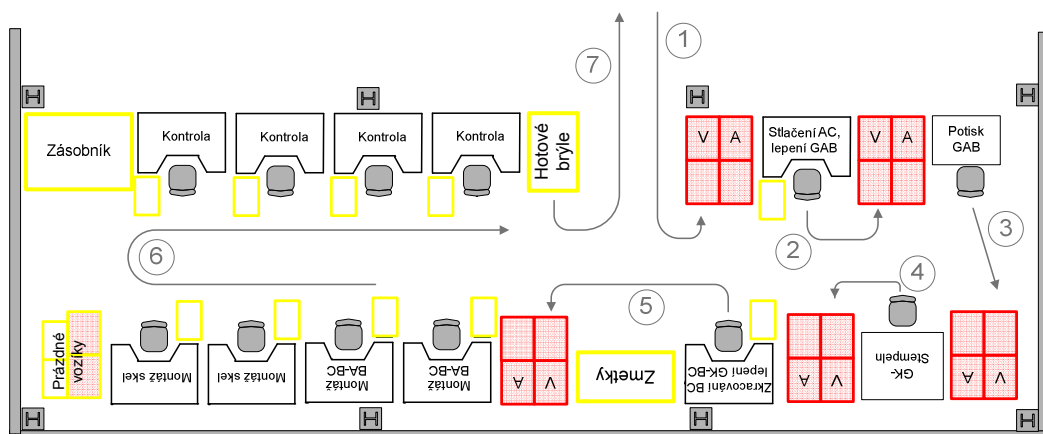 7
1
Zásobník
Kontrola
Kontrola
Kontrola
Kontrola
Hotové
brýle
V A
Stlačení AC,
lepení GAB
V A
Potisk
GAB
6
2
3
4
5
Prázdné
vozíky
Montáž skel
Montáž skel
Montáž
BA-BC
Montáž
BA-BC
V A
Zmetky
Zpracování BC,
lepení GK-BC
V A
GK-
Stempeln
V A